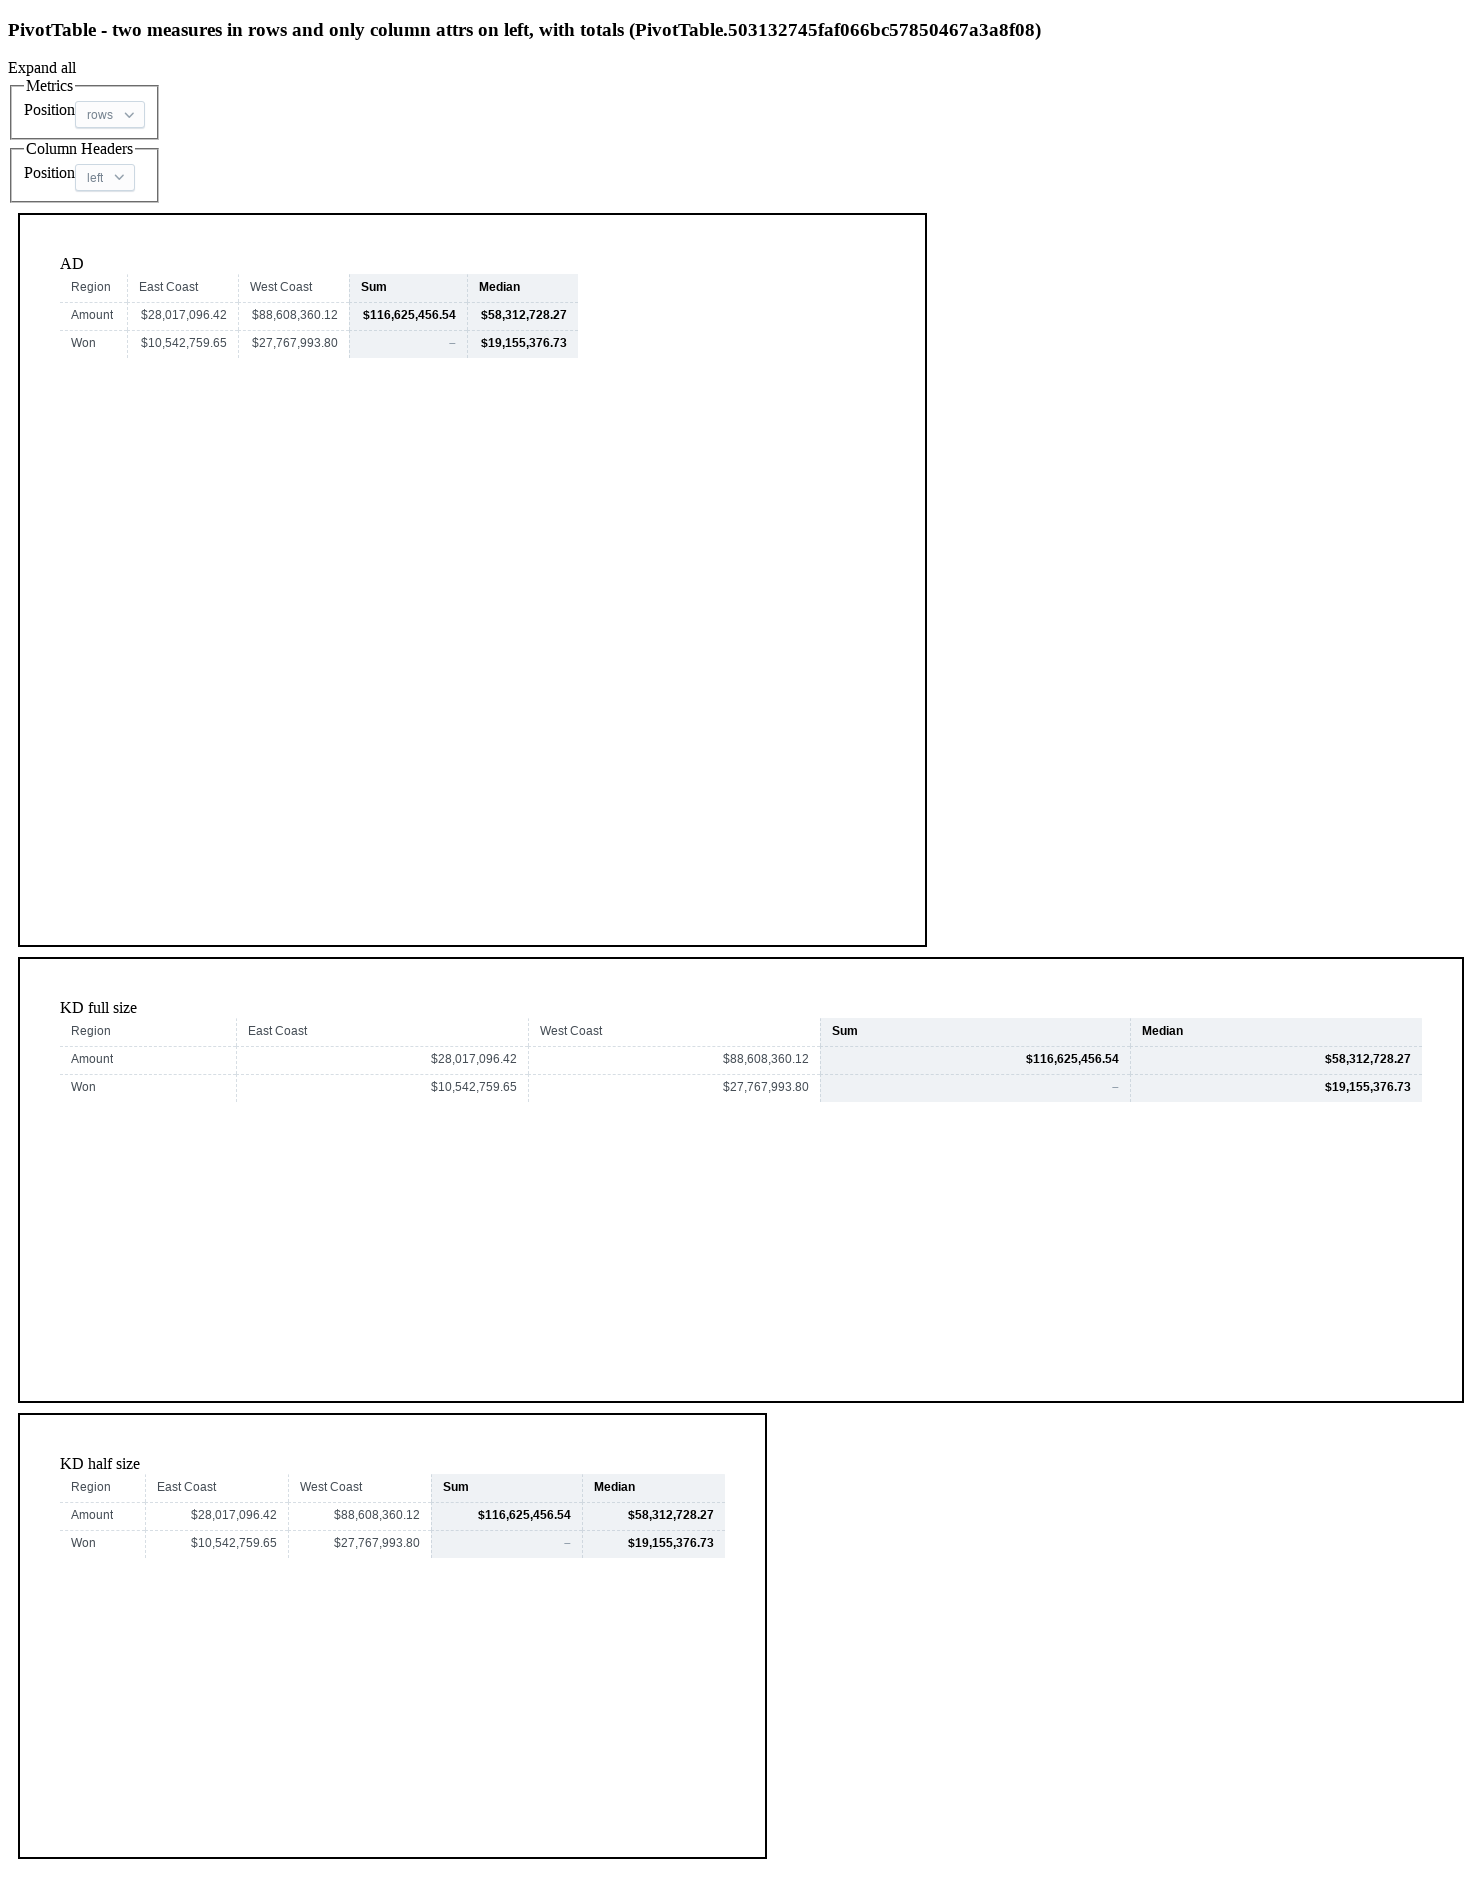 PivotTable - two measures in rows and only column attrs on left, with totals (PivotTable.503132745faf066bc57850467a3a8f08)
Expand all
Metrics
Position rows
Column Headers
Position left
AD
Region East Coast West Coast Sum Median
Amount $28,017,096.42 $88,608,360.12 $116,625,456.54 $58,312,728.27
Won $10,542,759.65 $27,767,993.80 – $19,155,376.73
KD full size
Region East Coast West Coast Sum Median
Amount $28,017,096.42 $88,608,360.12 $116,625,456.54 $58,312,728.27
Won $10,542,759.65 $27,767,993.80 – $19,155,376.73
KD half size
Region East Coast West Coast Sum Median
Amount $28,017,096.42 $88,608,360.12 $116,625,456.54 $58,312,728.27
Won $10,542,759.65 $27,767,993.80 – $19,155,376.73